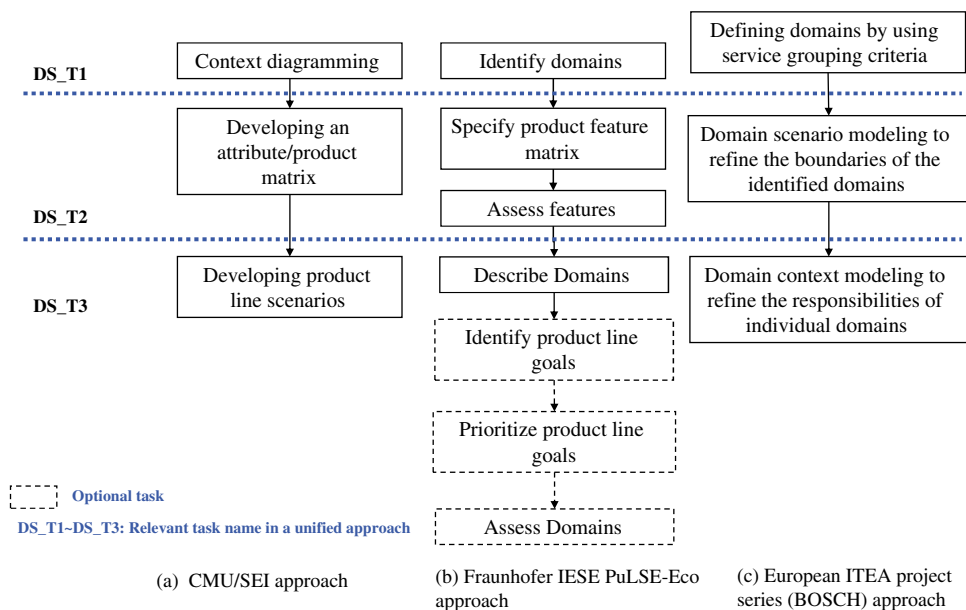 DS_T1
Context diagramming
Identify domains
Defining domains by using
service grouping criteria
Developing an
attribute/product
matrix
Specify product feature
matrix
Domain scenario modeling to
refine the boundaries of the
identified domains
DS_T2
Assess features
DS_T3
Developing product
line scenarios
Describe Domains
Domain context modeling to
refine the responsibilities of
individual domains
Identify product line
goals
Prioritize product line
goals
Assess Domains
Optional task
DS_T1~DS_T3: Relevant task name in a unified approach
(a) CMU/SEI approach
(b) Fraunhofer IESE PuLSE-Eco
approach
(c) European ITEA project
series (BOSCH) approach